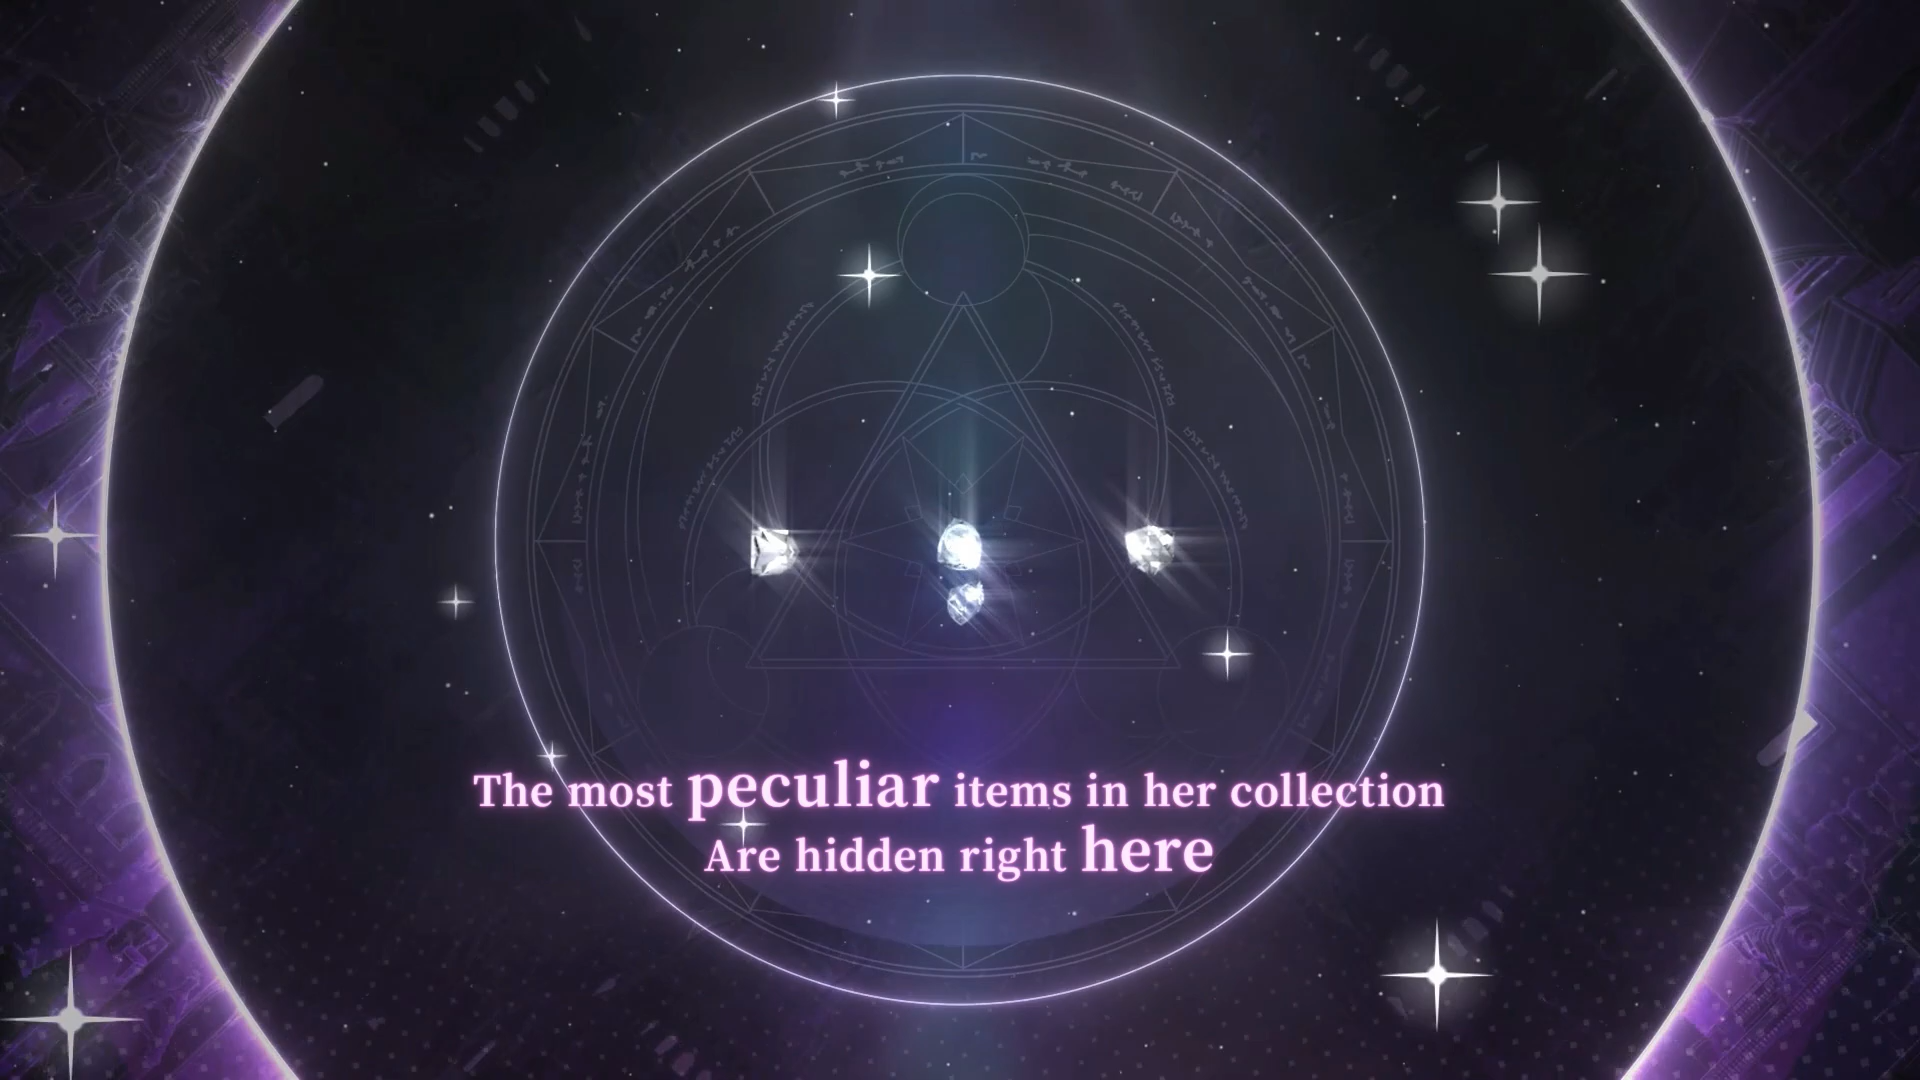 The most peculiar items in her collection
Are hidden right here